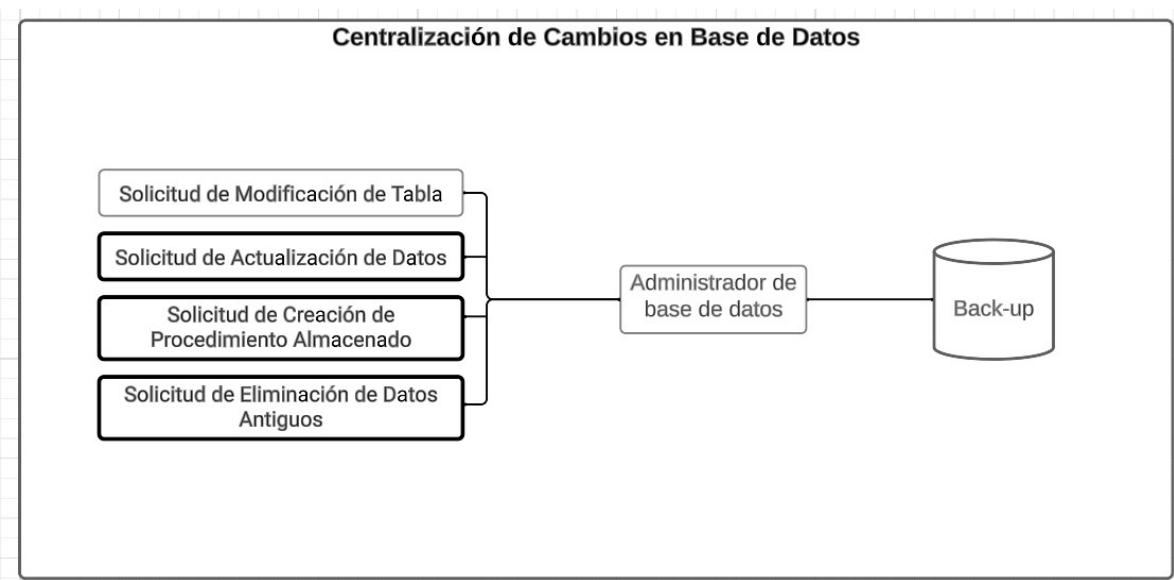 Centralización de Cambios en Base de Datos
Solicitud de Modificación de Tabla
Solicitud de Actualización de Datos
Solicitud de Creación de
Procedimiento Almacenado
Solicitud de Eliminación de Datos
Antiguos
Administrador de
base de datos
Back-up